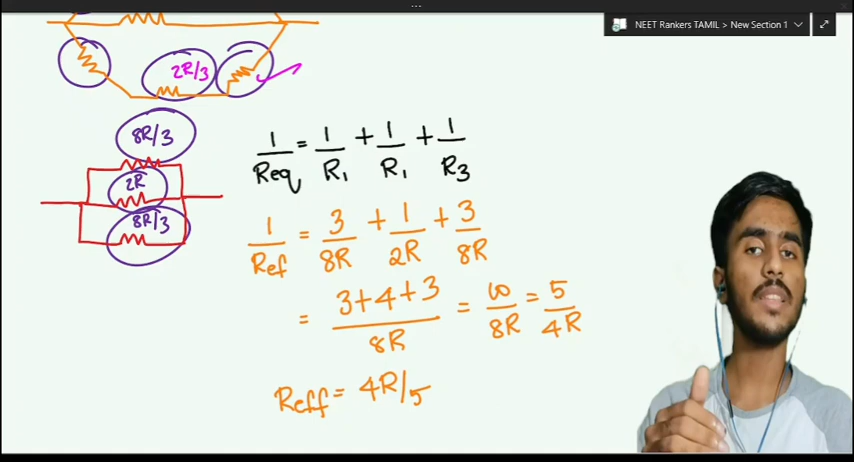 ...
NEET Rankers TAMIL > New Section 1
2R/3
8R/3
2R
8R/3
1/Req = 1/R₁ + 1/R₁ + 1/R3
1/Ref = 3/8R + 1/2R + 3/8R
= 3+4+3/8R = 10/8R = 5/4R
Reff = 4R/5